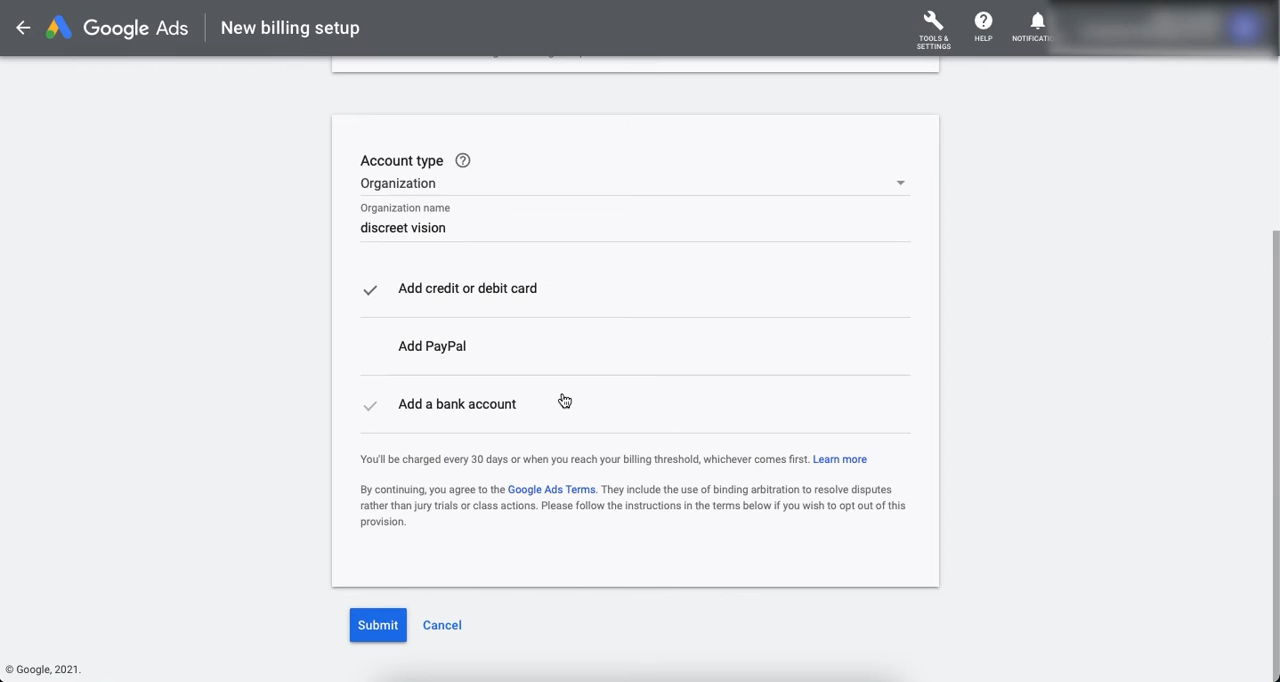 Google Ads
New billing setup
TOOLS &
SETTINGS
HELP
Account type
Organization
Organization name
discreet vision
Add credit or debit card
Add PayPal
Add a bank account
You'll be charged every 30 days or when you reach your billing threshold, whichever comes first. Learn more
By continuing, you agree to the Google Ads Terms. They include the use of binding arbitration to resolve disputes
rather than jury trials or class actions. Please follow the instructions in the terms below if you wish to opt out of this
provision.
Submit
Cancel
© Google, 2021.